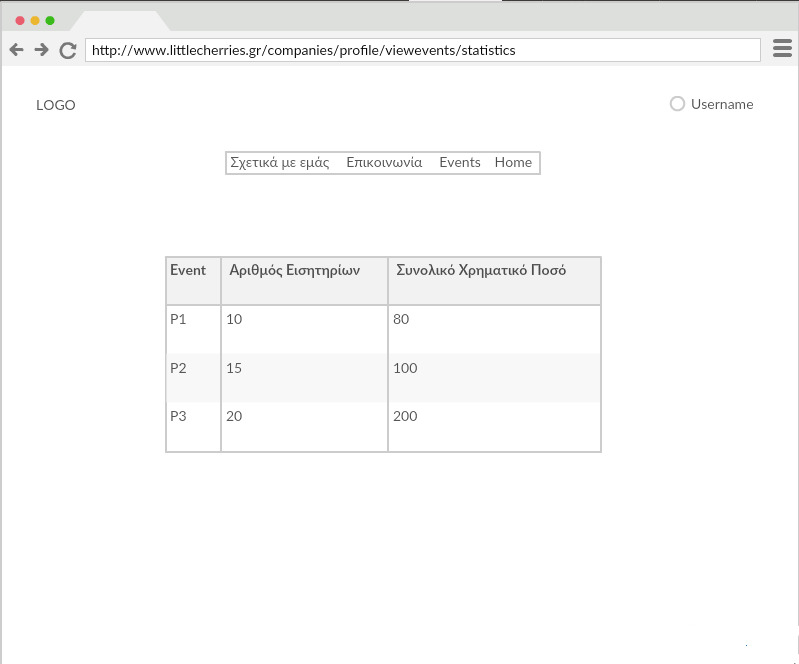 http://www.littlecherries.gr/companies/profile/viewevents/statistics
LOGO
Username
Σχετικά με εμάς Επικοινωνία Events Home
Event Αριθμός Εισητηρίων Συνολικό Χρηματικό Ποσό
P1 10 80
P2 15 100
P3 20 200